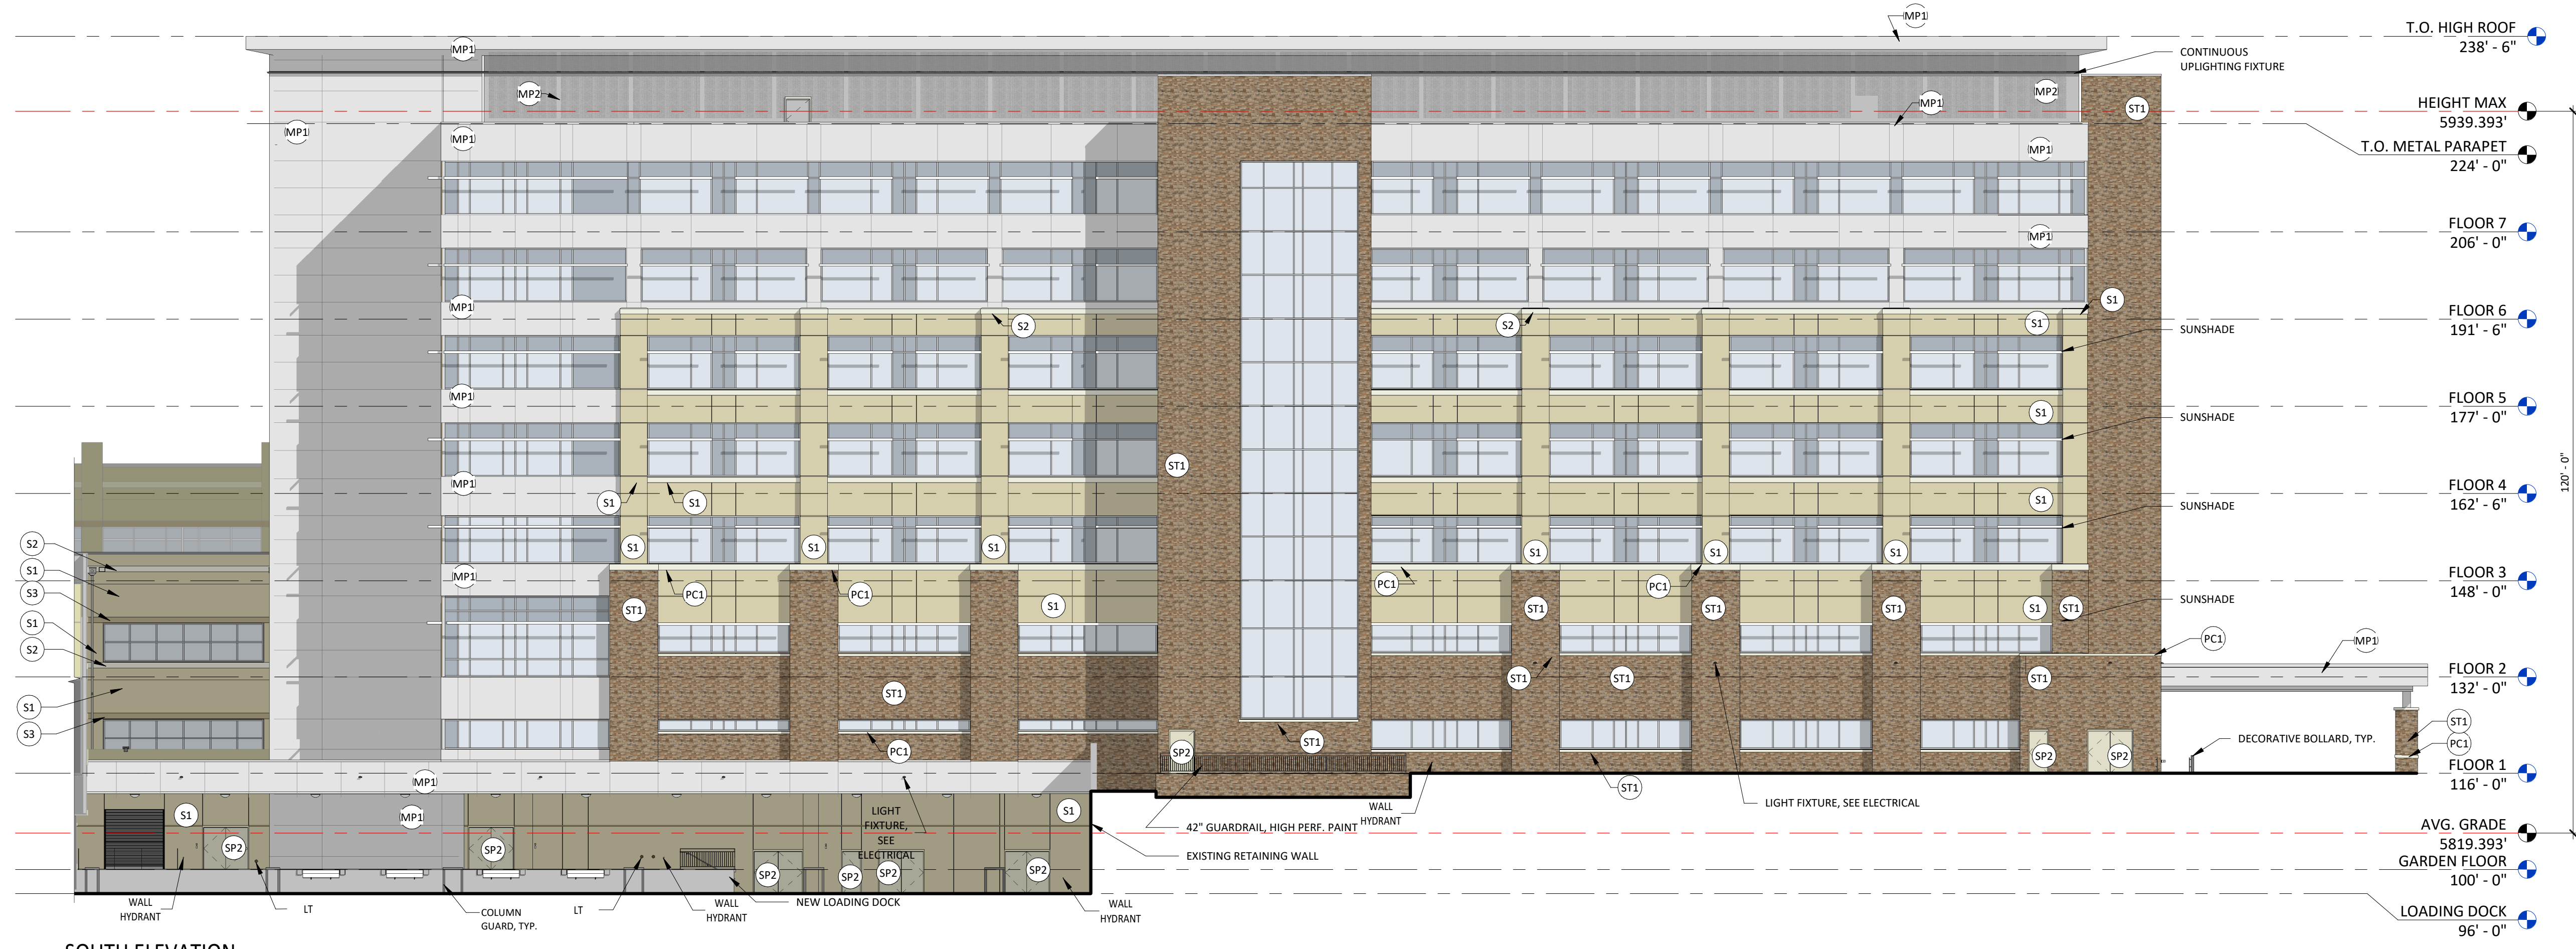 MP1
T.O. HIGH ROOF
238' - 6"
MP1
CONTINUOUS
UPLIGHTING FIXTURE
MP2
MP2
MP1
ST1
HEIGHT MAX
5939.393'
MP1
MP1
MP1
T.O. METAL PARAPET
224' - 0"
MP1
FLOOR 7
206' - 0"
MP1
S1
MP1
S2
S2
S1
FLOOR 6
191' - 6"
SUNSHADE
MP1
S1
FLOOR 5
177' - 0"
SUNSHADE
ST1
MP1
S1
S1
S1
FLOOR 4
162' - 6"
SUNSHADE
120' - 0"
S2
S1
S1
S1
S1
S1
S1
S1
S3
MP1
PC1
PC1
PC1
PC1
FLOOR 3
148' - 0"
SUNSHADE
ST1
S1
ST1
ST1
ST1
S1
ST1
S1
S2
PC1
MP1
ST1
ST1
ST1
ST1
FLOOR 2
132' - 0"
S1
S3
PC1
ST1
SP2
SP2
SP2
DECORATIVE BOLLARD, TYP.
ST1
PC1
FLOOR 1
116' - 0"
MP1
ST1
S1
MP1
LIGHT
FIXTURE,
SEE
ELECTRICAL
S1
WALL
HYDRANT
LIGHT FIXTURE, SEE ELECTRICAL
42" GUARDRAIL, HIGH PERF. PAINT
AVG. GRADE
5819.393'
SP2
SP2
EXISTING RETAINING WALL
SP2
SP2
SP2
SP2
GARDEN FLOOR
100' - 0"
WALL
HYDRANT
LT
COLUMN
GUARD, TYP.
LT
WALL
HYDRANT
NEW LOADING DOCK
WALL
HYDRANT
LOADING DOCK
96' - 0"
SOUTH ELEVATION